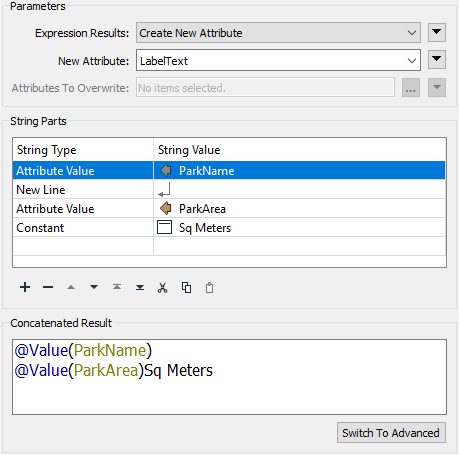 Parameters
Expression Results: Create New Attribute
New Attribute: LabelText
Attributes To Overwrite: No items selected. ...
String Parts
String Type String Value
Attribute Value ParkName
New Line
Attribute Value ParkArea
Constant Sq Meters
Concatenated Result
@Value(ParkName)
@Value(ParkArea)Sq Meters
Switch To Advanced